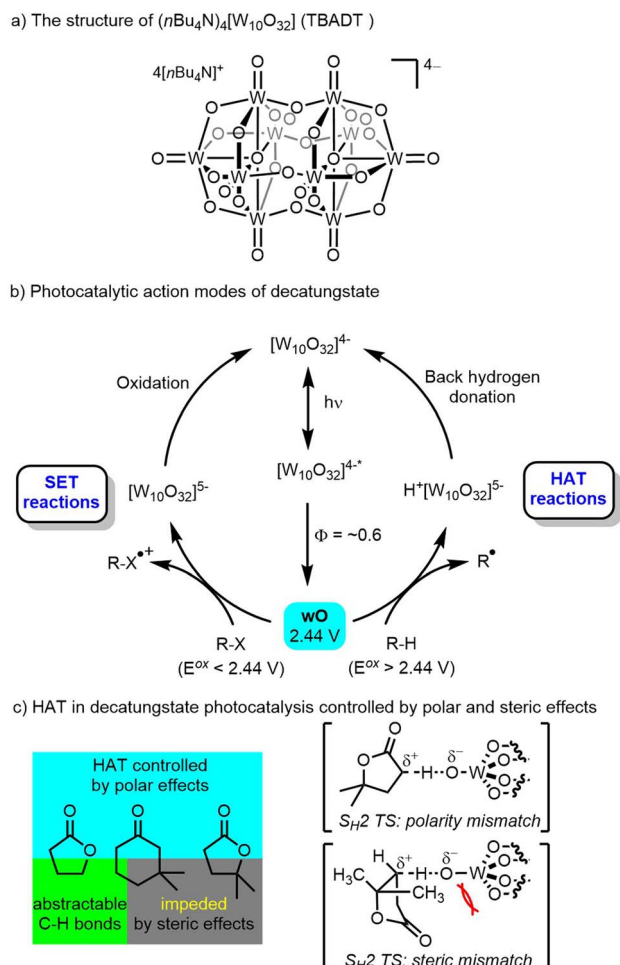 a) The structure of (nBu₄N)₄[W₁₀O₃₂] (TBADT )
4[nBu₄N]⁺
4–
O O
O O O
O O O
O W W O
O=W O O W=O
O W O O W O
O O
O O O
W W
O O
b) Photocatalytic action modes of decatungstate
[W₁₀O₃₂]⁴⁻
Oxidation
Back hydrogen
donation
hν
SET
reactions
[W₁₀O₃₂]⁵⁻
[W₁₀O₃₂]⁴⁻*
H⁺[W₁₀O₃₂]⁵⁻
HAT
reactions
Φ = ~0.6
R-X•+
R•
wO
2.44 V
R-X
(Eᵒˣ < 2.44 V)
R-H
(Eᵒˣ > 2.44 V)
c) HAT in decatungstate photocatalysis controlled by polar and steric effects
HAT controlled
by polar effects
O O O
O O
abstractable
C-H bonds
impeded
by steric effects
O
O δ⁺ δ⁻ O
H O W O
O
O
S_H2 TS: polarity mismatch
H δ⁺ δ⁻ O
H₃C H O W O
CH₃ O
O O
O
S_H2 TS: steric mismatch